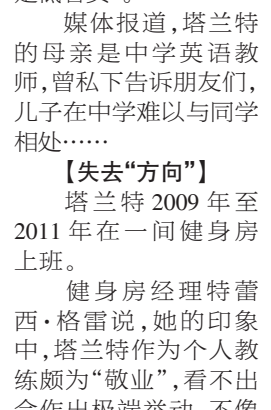 媒体报道,塔兰特
的母亲是中学英语教
师,曾私下告诉朋友们,
儿子在中学难以与同学
相处……
【失去“方向”】
塔兰特 2009 年至
2011 年在一间健身房
上班。
健身房经理特蕾
西·格雷说,她的印象
中,塔兰特作为个人教
练颇为“敬业”,看不出
会作出极端举动,不像